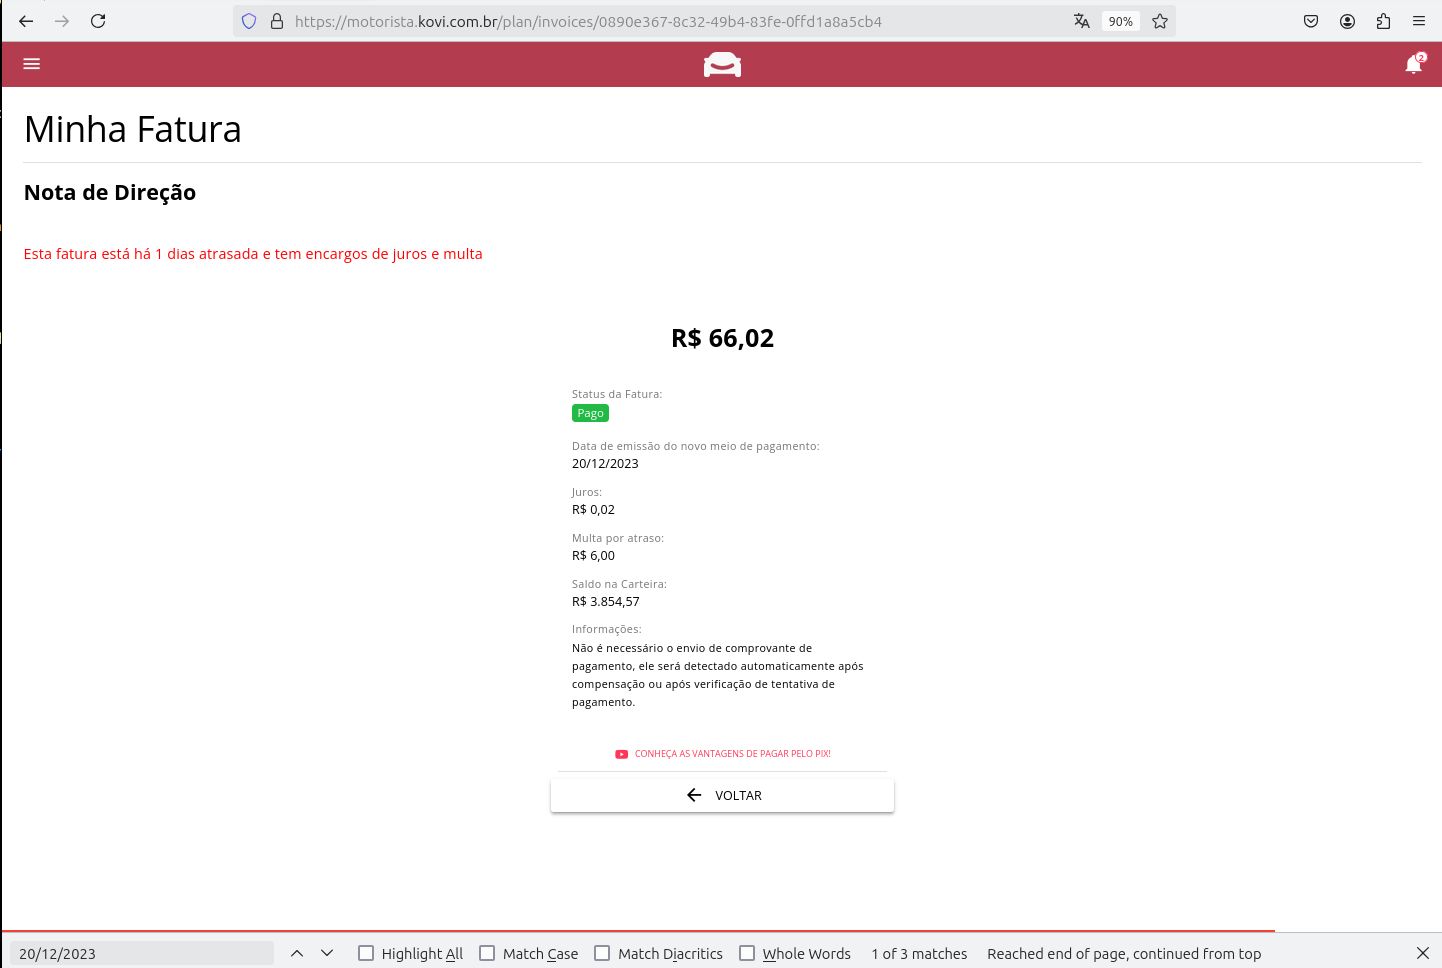 https://motorista.kovi.com.br/plan/invoices/0890e367-8c32-49b4-83fe-0ffd1a8a5cb4
90%
2
Minha Fatura
Nota de Direção
Esta fatura está há 1 dias atrasada e tem encargos de juros e multa
R$ 66,02
Status da Fatura:
Pago
Data de emissão do novo meio de pagamento:
20/12/2023
Juros:
R$ 0,02
Multa por atraso:
R$ 6,00
Saldo na Carteira:
R$ 3.854,57
Informações:
Não é necessário o envio de comprovante de
pagamento, ele será detectado automaticamente após
compensação ou após verificação de tentativa de
pagamento.
CONHEÇA AS VANTAGENS DE PAGAR PELO PIX!
VOLTAR
20/12/2023 Highlight All Match Case Match Diacritics Whole Words 1 of 3 matches Reached end of page, continued from top